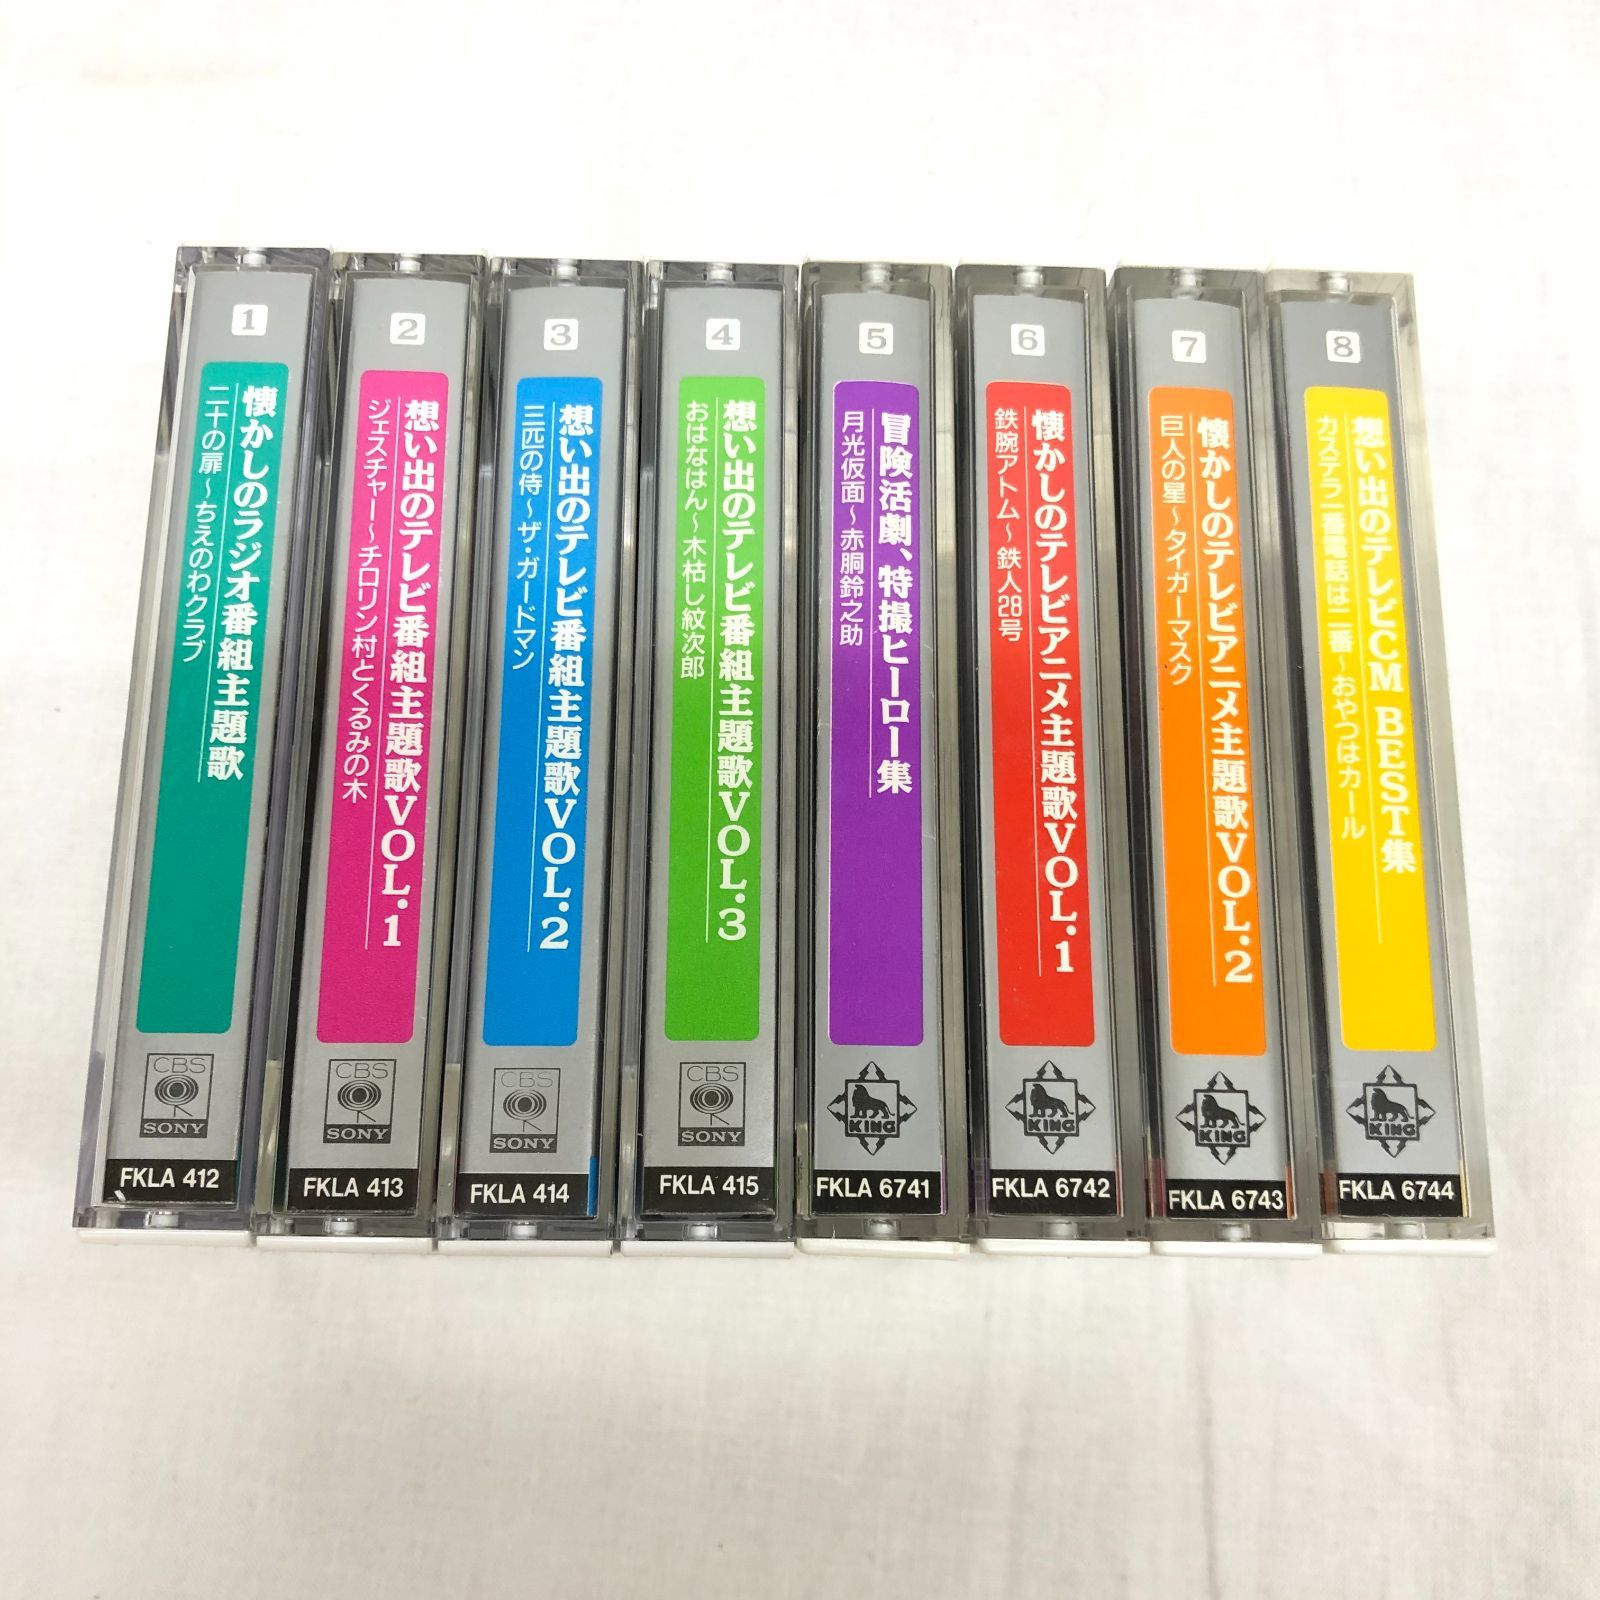 1
懐かしのラジオ番組主題歌
二十の扉〜ちえのわクラブ
CBS
SONY
FKLA 412
2
想い出のテレビ番組主題歌VOL.1
ジェスチャー〜チロリン村とくるみの木
CBS
SONY
FKLA 413
3
想い出のテレビ番組主題歌VOL.2
三匹の侍〜ザ・ガードマン
CBS
SONY
FKLA 414
4
想い出のテレビ番組主題歌VOL.3
おはなはん〜木枯し紋次郎
CBS
SONY
FKLA 415
5
冒険活劇、特撮ヒーロー集
月光仮面〜赤胴鈴之助
KING
FKLA 6741
6
懐かしのテレビアニメ主題歌VOL.1
鉄腕アトム〜鉄人28号
KING
FKLA 6742
7
懐かしのテレビアニメ主題歌VOL.2
巨人の星〜タイガーマスク
KING
FKLA 6743
8
想い出のテレビCM BEST集
カステラ一番電話は二番〜おやつはカール
KING
FKLA 6744